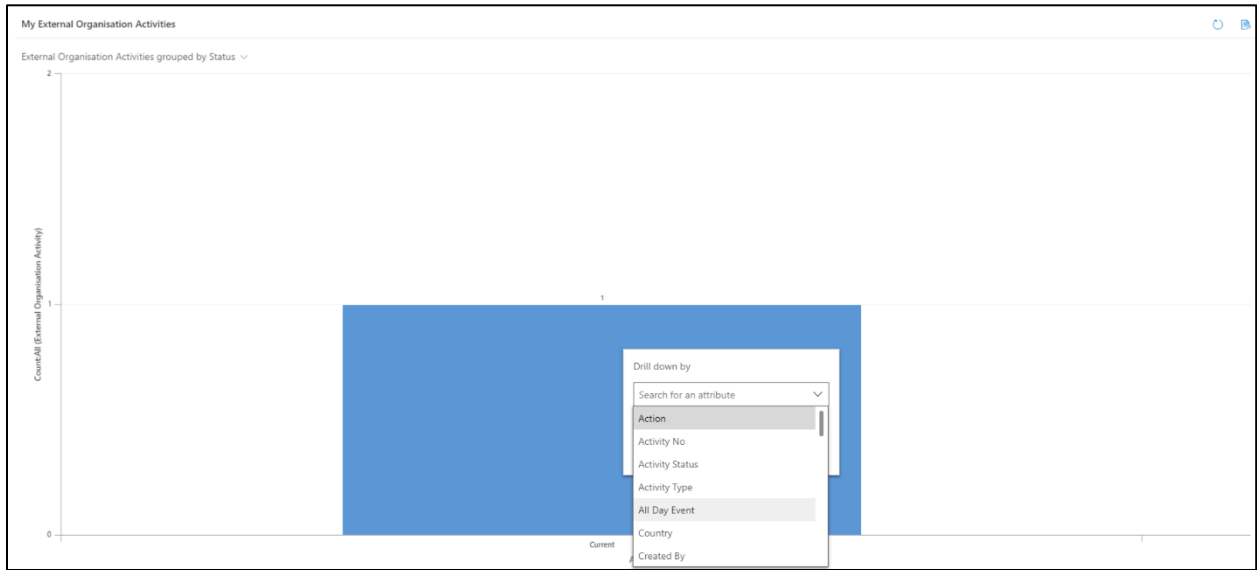 My External Organisation Activities
External Organisation Activities grouped by Status
2
Count:All (External Organisation Activity)
1
1
Drill down by
Search for an attribute
Action
Activity No
Activity Status
Activity Type
All Day Event
Country
Created By
0
Current